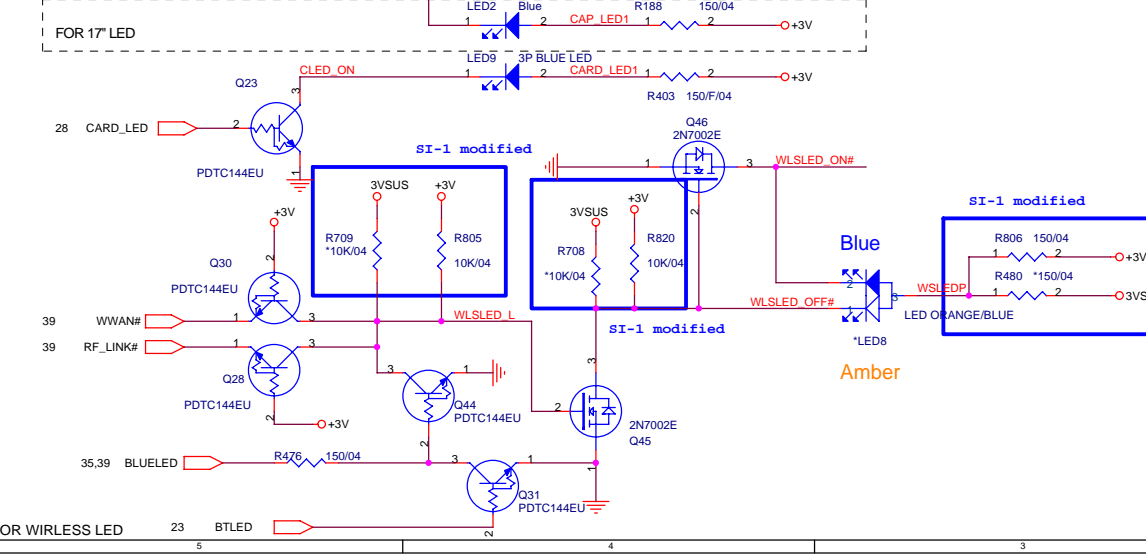 LED2 Blue R188 150/04
1 2 CAP_LED1 1 2 +3V
FOR 17" LED
LED9 3P BLUE LED
CLED_ON 1 2 CARD_LED1 1 2 +3V
R403 150/F/04
Q23
3
28 CARD_LED 2
PDTC144EU
1
Q46
2N7002E
1 3 WLSLED_ON#
2
SI-1 modified
3VSUS +3V
R709 R805
*10K/04 10K/04
3VSUS +3V
R708 R820
*10K/04 10K/04
SI-1 modified
SI-1 modified
R806 150/04
1 2 +3V
R480 *150/04
1 2 3VS
WSLEDP
Blue
2
1
3
LED ORANGE/BLUE
*LED8
Amber
WLSLED_OFF#
+3V
2
Q30
PDTC144EU
39 WWAN# 1 3 WLSLED_L
39 RF_LINK# 1 3
Q28
PDTC144EU
2
+3V
3 1
Q44
PDTC144EU
2
3
2
2N7002E
Q45
1
35,39 BLUELED R476 150/04
3 1
Q31
PDTC144EU
2
OR WIRLESS LED 23 BTLED
5 4 3